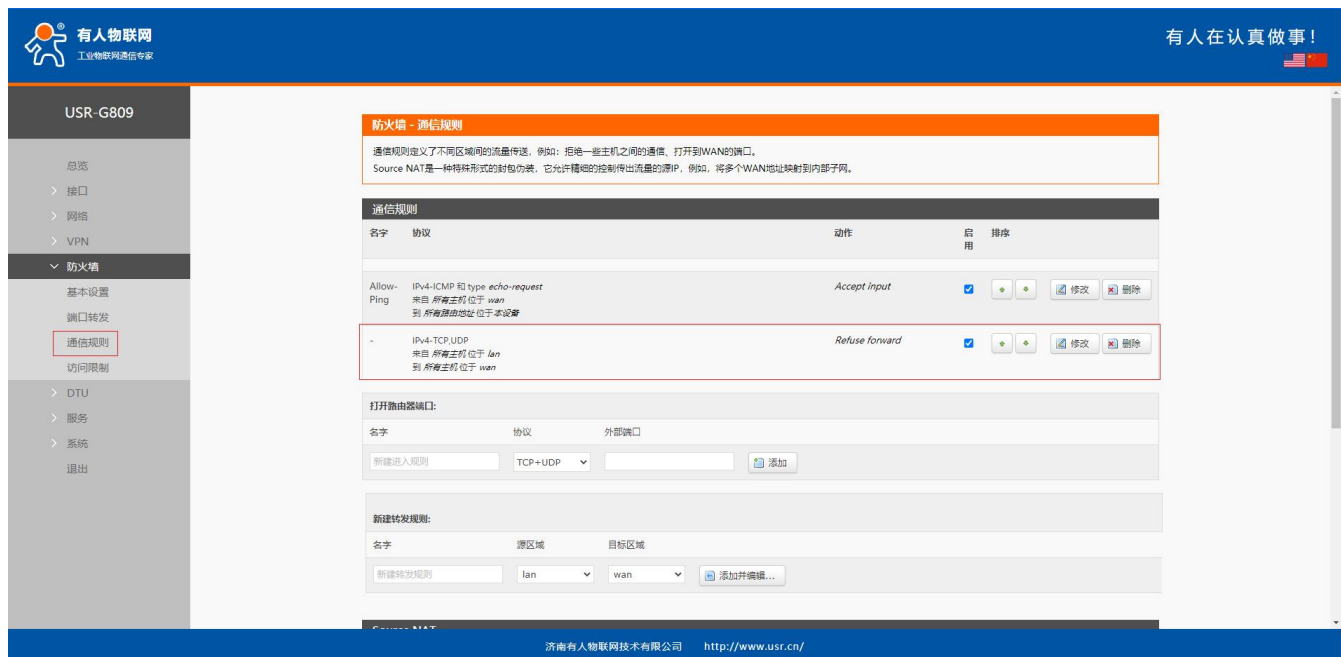 有人物联网
工业物联网通信专家
有人在认真做事!
USR-G809
总览
接口
网络
VPN
防火墙
基本设置
端口转发
通信规则
访问限制
DTU
服务
系统
退出
防火墙 - 通信规则
通信规则定义了不同区域间的流量传送，例如：拒绝一些主机之间的通信、打开到WAN的端口。
Source NAT是一种特殊形式的封包伪装，它允许精细的控制传出流量的源IP，例如，将多个WAN地址映射到内部子网。
通信规则
名字 协议 动作 启用 排序
Allow-Ping IPv4-ICMP 和 type echo-request Accept input 修改 删除
来自 所有主机 位于 wan
到 所有路由地址 位于 本设备
- IPv4-TCP,UDP Refuse forward 修改 删除
来自 所有主机 位于 lan
到 所有主机 位于 wan
打开路由器端口:
名字 协议 外部端口
新建进入规则 TCP+UDP 添加
新建转发规则:
名字 源区域 目标区域
新建转发规则 lan wan 添加并编辑...
Source NAT
济南有人物联网技术有限公司 http://www.usr.cn/